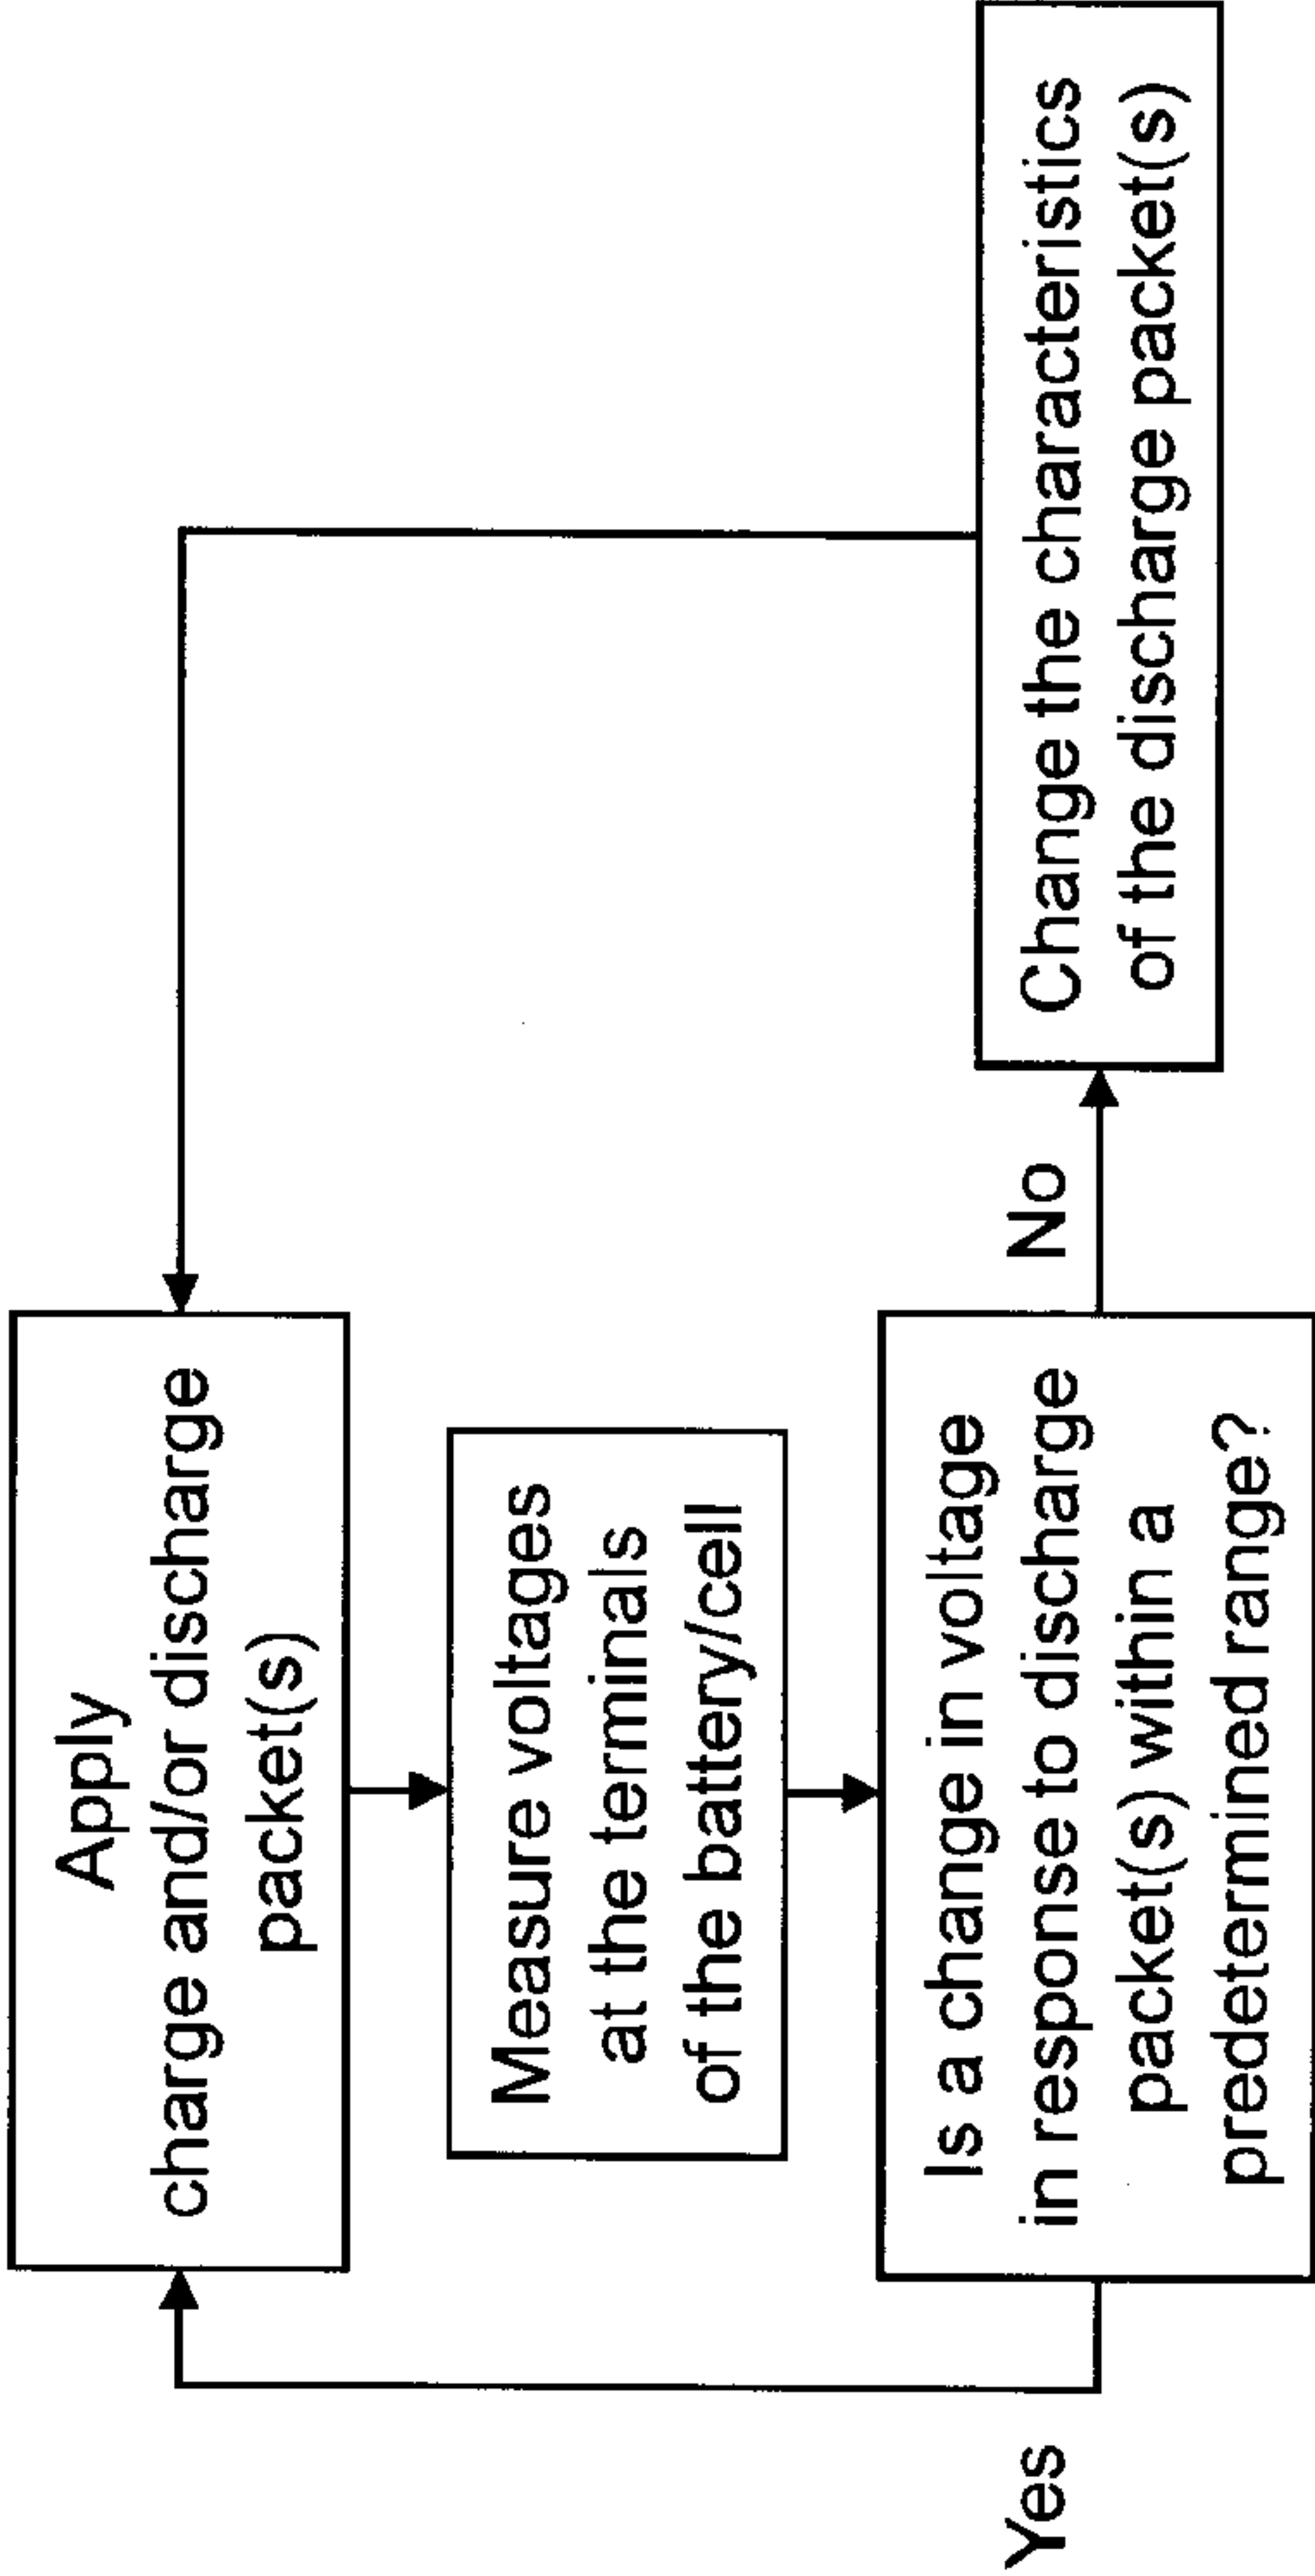 Apply
charge and/or discharge
packet(s)
Measure voltages
at the terminals
of the battery/cell
Is a change in voltage
in response to discharge
packet(s) within a
predetermined range?
Yes
No
Change the characteristics
of the discharge packet(s)